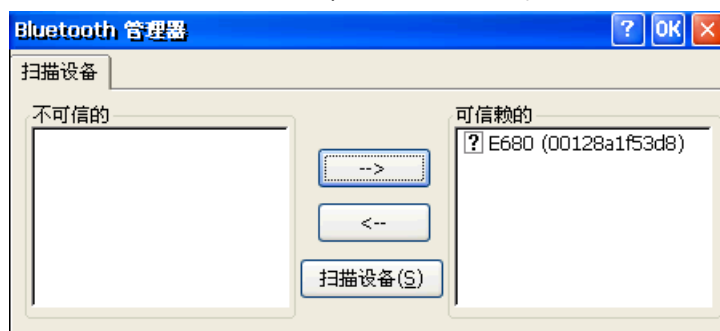 Bluetooth 管理器
? OK ×
扫描设备
不可信的
可信赖的
? E680 (00128a1f53d8)
-->
<--
扫描设备(S)